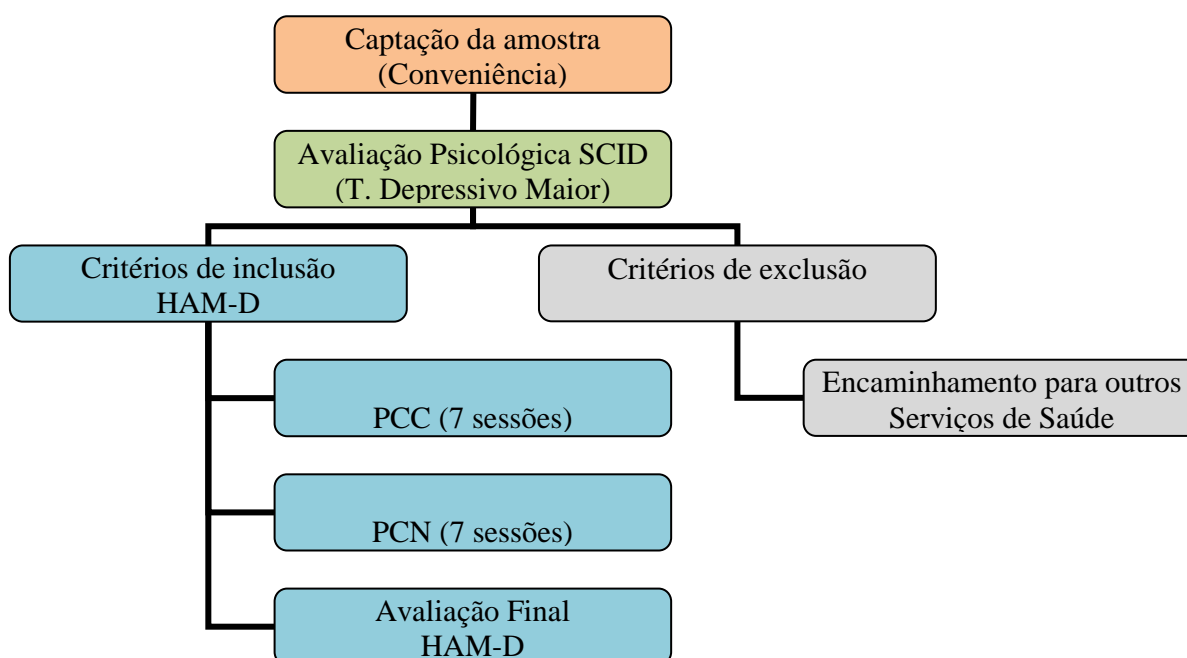 Captação da amostra
(Conveniência)
Avaliação Psicológica SCID
(T. Depressivo Maior)
Critérios de inclusão
HAM-D
Critérios de exclusão
PCC (7 sessões)
Encaminhamento para outros
Serviços de Saúde
PCN (7 sessões)
Avaliação Final
HAM-D